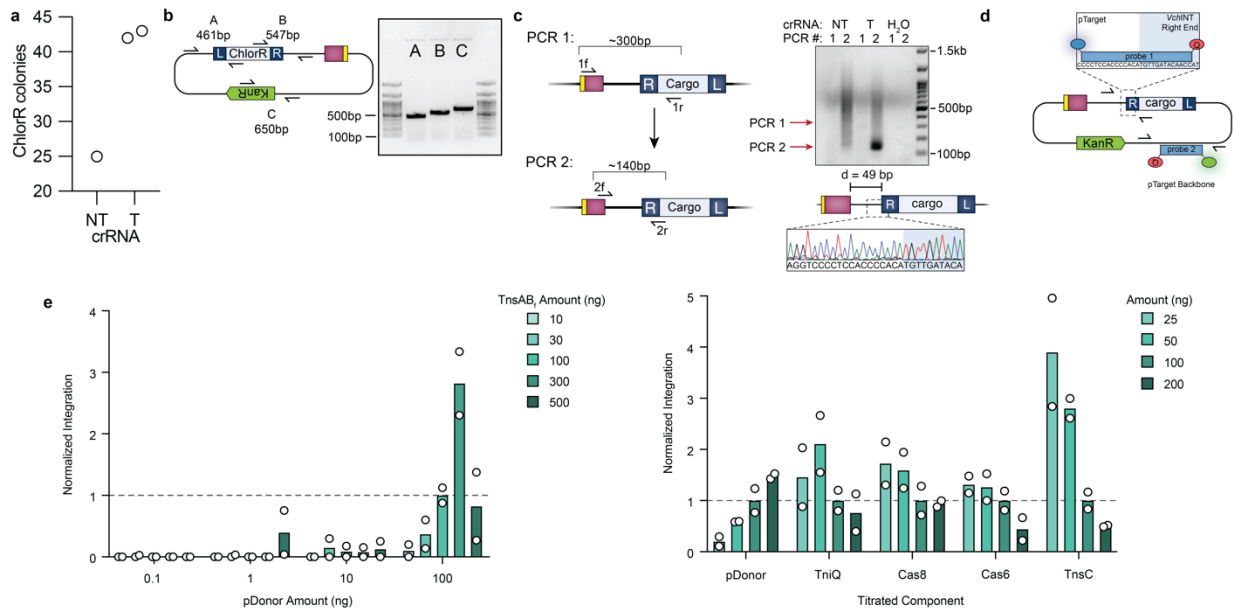 a
ChlorR colonies
45
40
35
30
25
20
NT T
crRNA
b
A
461bp
B
547bp
L ChlorR R
KanR
C
650bp
A B C
500bp
100bp
c
PCR 1:
~300bp
1f
R Cargo L
1r
PCR 2:
~140bp
2f
R Cargo L
2r
crRNA: NT T H2O
PCR #: 1 2 1 2 1 2
1.5kb
500bp
100bp
PCR 1
PCR 2
d = 49 bp
R cargo L
AGGTCCCCTCCACCCCACATGTTGATACA
d
pTarget
VchINT
Right End
Q
probe 1
CCCCTCCACCCCACATGTTGATACAACCAT
R cargo L
KanR
probe 2
Q
pTarget Backbone
e
Normalized Integration
4
3
2
1
0
0.1 1 10 100
pDonor Amount (ng)
TnsABf Amount (ng)
10
30
100
300
500
Normalized Integration
5
4
3
2
1
0
pDonor TniQ Cas8 Cas6 TnsC
Titrated Component
Amount (ng)
25
50
100
200